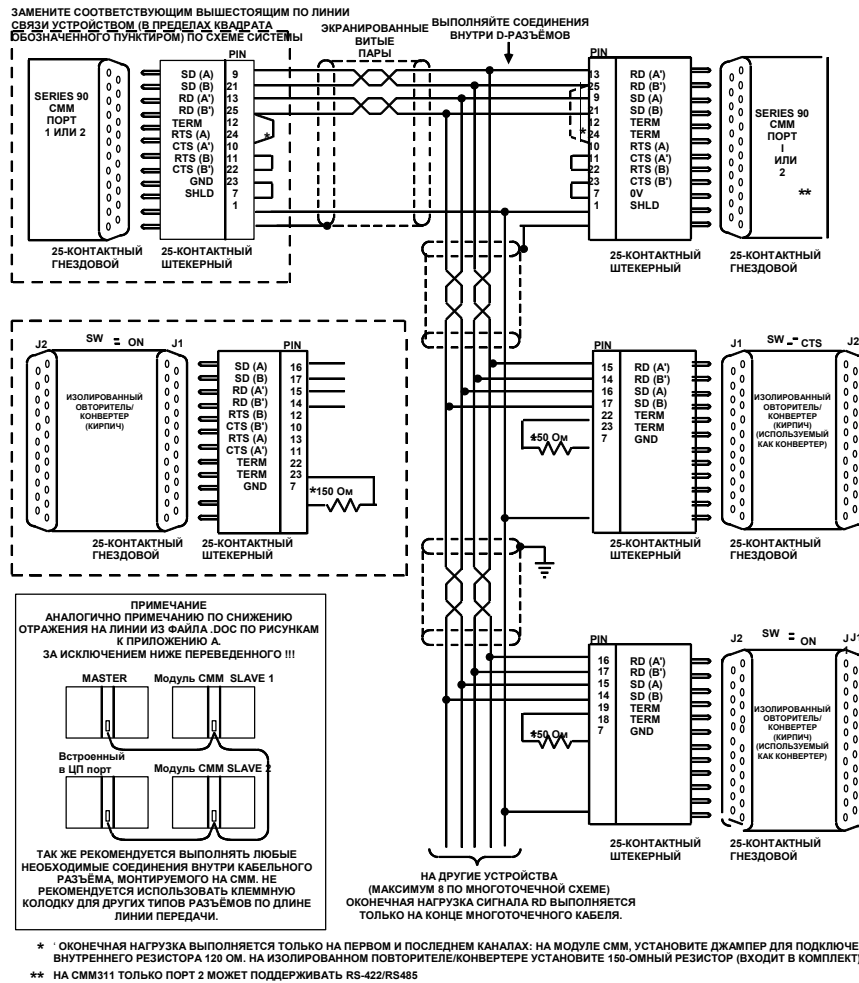 ЗАМЕНИТЕ СООТВЕТСТВУЮЩИМ ВЫШЕСТОЯЩИМ ПО ЛИНИИ
СВЯЗИ УСТРОЙСТВОМ (В ПРЕДЕЛАХ КВАДРАТА
ОБОЗНАЧЕННОГО ПУНКТИРОМ) ПО СХЕМЕ СИСТЕМЫ
ЭКРАНИРОВАННЫЕ
ВИТЫЕ
ПАРЫ
ВЫПОЛНЯЙТЕ СОЕДИНЕНИЯ
ВНУТРИ D-РАЗЪЁМОВ
SERIES 90
CMM
ПОРТ
1 ИЛИ 2
PIN
SD (A) 9
SD (B) 21
RD (A') 13
RD (B') 25
TERM 12
RTS (A) 24
CTS (A') 10
RTS (B) 11
CTS (B') 22
GND 23
SHLD 7
1
*
25-КОНТАКТНЫЙ
ГНЕЗДОВОЙ
25-КОНТАКТНЫЙ
ШТЕКЕРНЫЙ
PIN
13 RD (A')
25 RD (B')
9 SD (A)
21 SD (B)
12 TERM
24 TERM
10 RTS (A)
11 CTS (A')
22 RTS (B)
23 CTS (B')
7 0V
1 SHLD
*
SERIES 90
CMM
ПОРТ
I
ИЛИ
2
**
25-КОНТАКТНЫЙ
ШТЕКЕРНЫЙ
25-КОНТАКТНЫЙ
ГНЕЗДОВОЙ
J2
SW = ON
J1
ИЗОЛИРОВАННЫЙ
ОВТОРИТЕЛЬ/
КОНВЕРТЕР
(КИРПИЧ)
PIN
SD (A) 16
SD (B) 17
RD (A') 15
RD (B') 14
RTS (B) 12
CTS (B') 10
RTS (A) 13
CTS (A') 11
TERM 22
TERM 23
GND 7
*150 Ом
25-КОНТАКТНЫЙ
ГНЕЗДОВОЙ
25-КОНТАКТНЫЙ
ШТЕКЕРНЫЙ
PIN
15 RD (A')
14 RD (B')
16 SD (A)
17 SD (B)
22 TERM
23 TERM
7 GND
*50 Ом
J1
SW - CTS
J2
ИЗОЛИРОВАННЫЙ
ОВТОРИТЕЛЬ/
КОНВЕРТЕР
(КИРПИЧ)
(ИСПОЛЬЗУЕМЫЙ
КАК КОНВЕРТЕР)
25-КОНТАКТНЫЙ
ШТЕКЕРНЫЙ
25-КОНТАКТНЫЙ
ГНЕЗДОВОЙ
ПРИМЕЧАНИЕ
АНАЛОГИЧНО ПРИМЕЧАНИЮ ПО СНИЖЕНИЮ
ОТРАЖЕНИЯ НА ЛИНИИ ИЗ ФАЙЛА .DOC ПО РИСУНКАМ
К ПРИЛОЖЕНИЮ А.
ЗА ИСКЛЮЧЕНИЕМ НИЖЕ ПЕРЕВЕДЕННОГО !!!
MASTER
Модуль CMM SLAVE 1
Встроенный
в ЦП порт
Модуль CMM SLAVE 2
ТАК ЖЕ РЕКОМЕНДУЕТСЯ ВЫПОЛНЯТЬ ЛЮБЫЕ
НЕОБХОДИМЫЕ СОЕДИНЕНИЯ ВНУТРИ КАБЕЛЬНОГО
РАЗЪЁМА, МОНТИРУЕМОГО НА CMM. НЕ
РЕКОМЕНДУЕТСЯ ИСПОЛЬЗОВАТЬ КЛЕММНУЮ
КОЛОДКУ ДЛЯ ДРУГИХ ТИПОВ РАЗЪЁМОВ ПО ДЛИНЕ
ЛИНИИ ПЕРЕДАЧИ.
PIN
16 RD (A')
17 RD (B')
15 SD (A)
14 SD (B)
19 TERM
18 TERM
7 GND
*50 Ом
J2
SW = ON
J1
ИЗОЛИРОВАННЫЙ
ОВТОРИТЕЛЬ/
КОНВЕРТЕР
(КИРПИЧ)
(ИСПОЛЬЗУЕМЫЙ
КАК КОНВЕРТЕР)
25-КОНТАКТНЫЙ
ШТЕКЕРНЫЙ
25-КОНТАКТНЫЙ
ГНЕЗДОВОЙ
НА ДРУГИЕ УСТРОЙСТВА
(МАКСИМУМ 8 ПО МНОГОТОЧЕЧНОЙ СХЕМЕ)
ОКОНЕЧНАЯ НАГРУЗКА СИГНАЛА RD ВЫПОЛНЯЕТСЯ
ТОЛЬКО НА КОНЦЕ МНОГОТОЧЕЧНОГО КАБЕЛЯ.
* ' ОКОНЕЧНАЯ НАГРУЗКА ВЫПОЛНЯЕТСЯ ТОЛЬКО НА ПЕРВОМ И ПОСЛЕДНЕМ КАНАЛАХ: НА МОДУЛЕ CMM, УСТАНОВИТЕ ДЖАМПЕР ДЛЯ ПОДКЛЮЧЕ
ВНУТРЕННЕГО РЕЗИСТОРА 120 ОМ. НА ИЗОЛИРОВАННОМ ПОВТОРИТЕЛЕ/КОНВЕРТЕРЕ УСТАНОВИТЕ 150-ОМНЫЙ РЕЗИСТОР (ВХОДИТ В КОМПЛЕКТ)
** НА CMM311 ТОЛЬКО ПОРТ 2 МОЖЕТ ПОДДЕРЖИВАТЬ RS-422/RS485